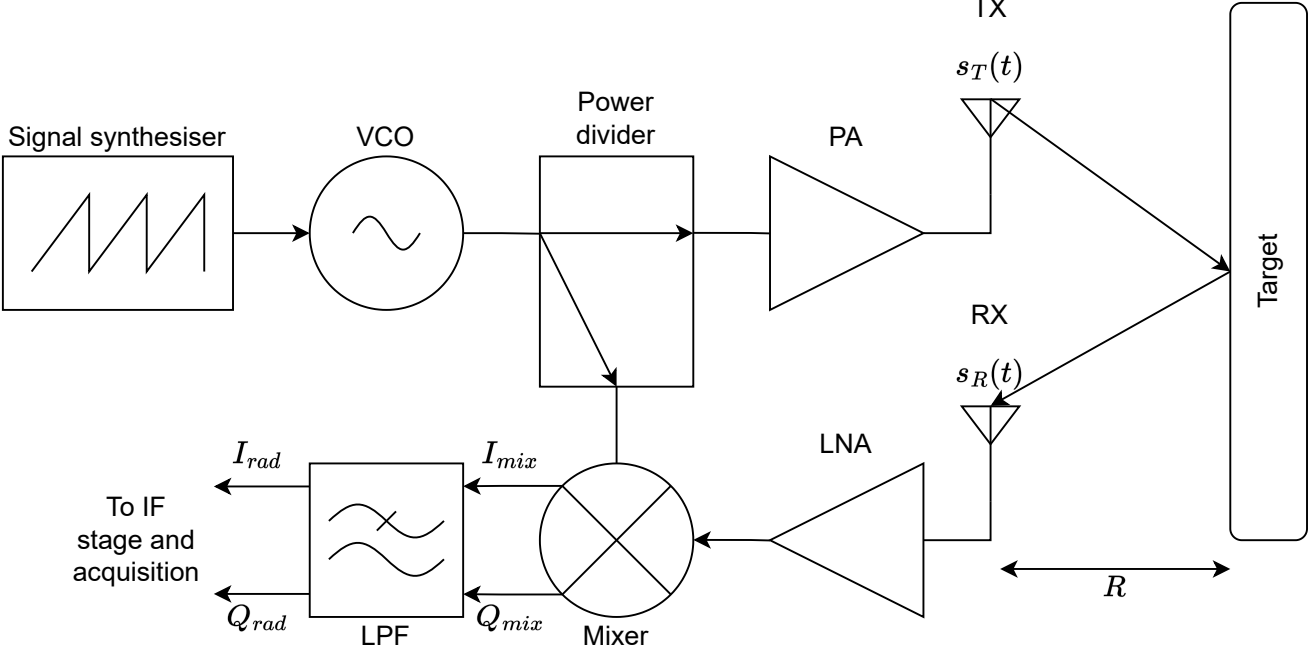 TX
s_T(t)
Power
divider
Signal synthesiser
VCO
PA
Target
RX
s_R(t)
LNA
I_rad
I_mix
To IF
stage and
acquisition
R
Q_rad
Q_mix
LPF
Mixer